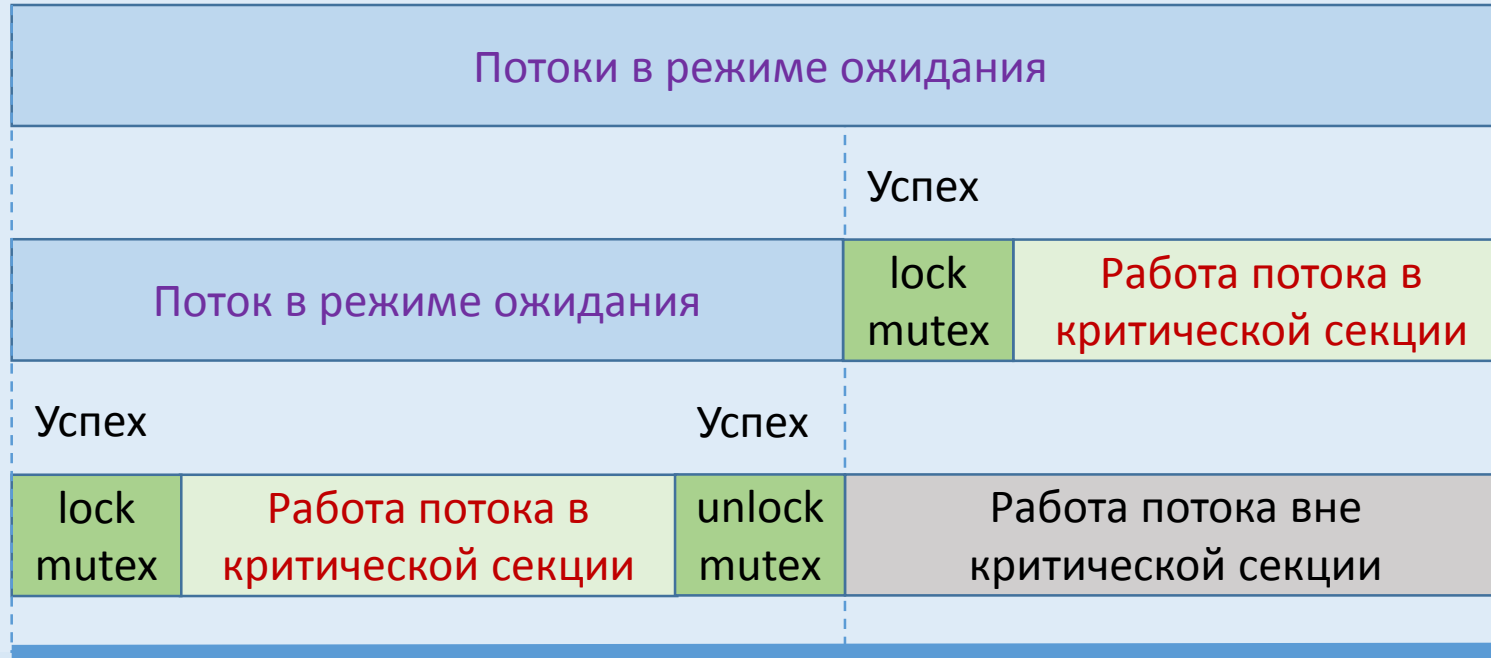 Потоки в режиме ожидания
Успех
Поток в режиме ожидания
lock
mutex
Работа потока в
критической секции
Успех
Успех
lock
mutex
Работа потока в
критической секции
unlock
mutex
Работа потока вне
критической секции